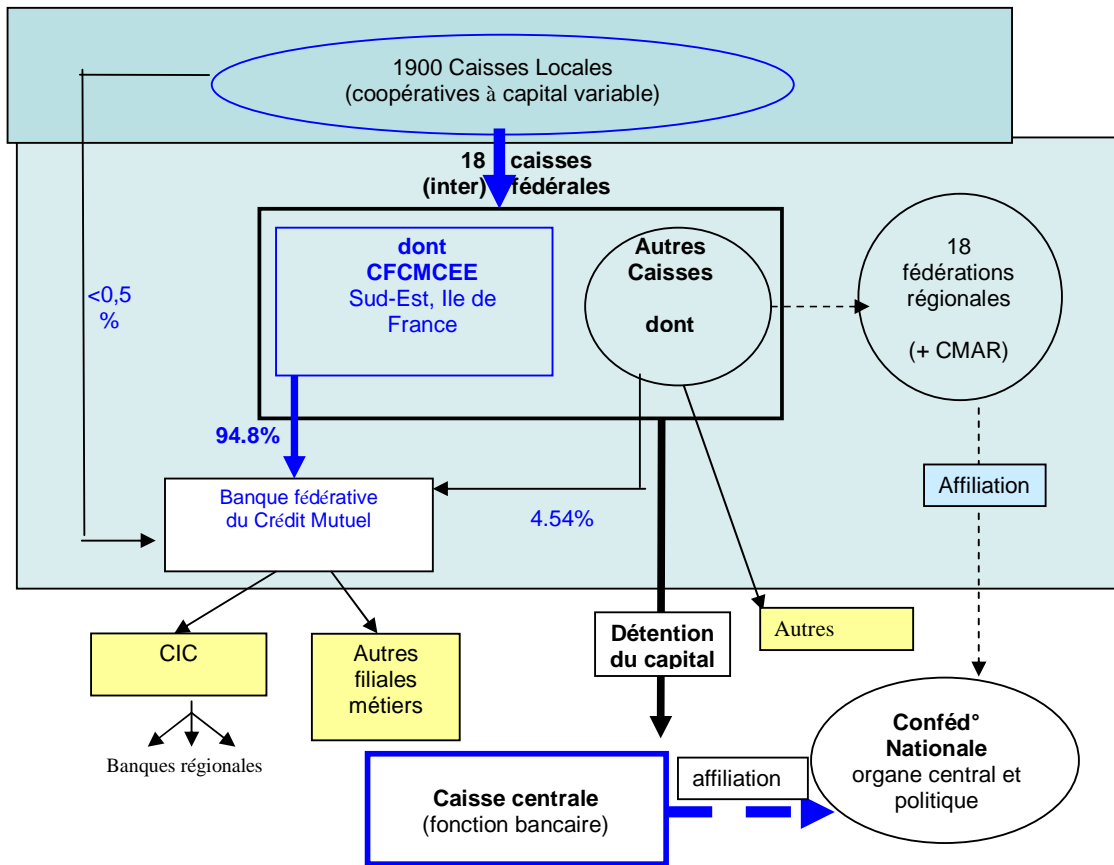 1900 Caisses Locales
(coopératives à capital variable)
18 caisses
(inter) fédérales
dont
CFCMCEE
Sud-Est, Ile de
France
Autres
Caisses
dont
18
fédérations
régionales
(+ CMAR)
<0,5
%
94.8%
Banque fédérative
du Crédit Mutuel
4.54%
Affiliation
CIC
Autres
filiales
métiers
Détention
du capital
Autres
Banques régionales
Caisse centrale
(fonction bancaire)
affiliation
Conféd°
Nationale
organe central et
politique